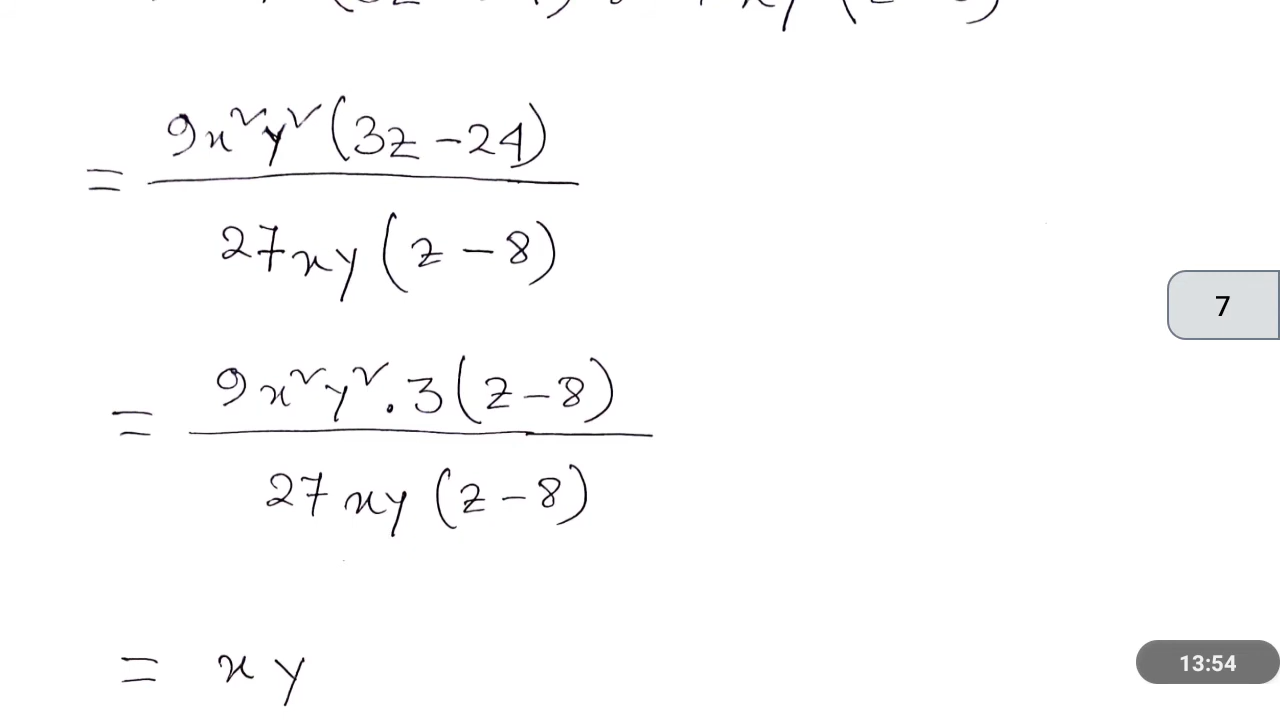 = 9x²y²(3z-24) / 27xy(z-8)
= 9x²y².3(z-8) / 27xy(z-8)
= xy
7
13:54